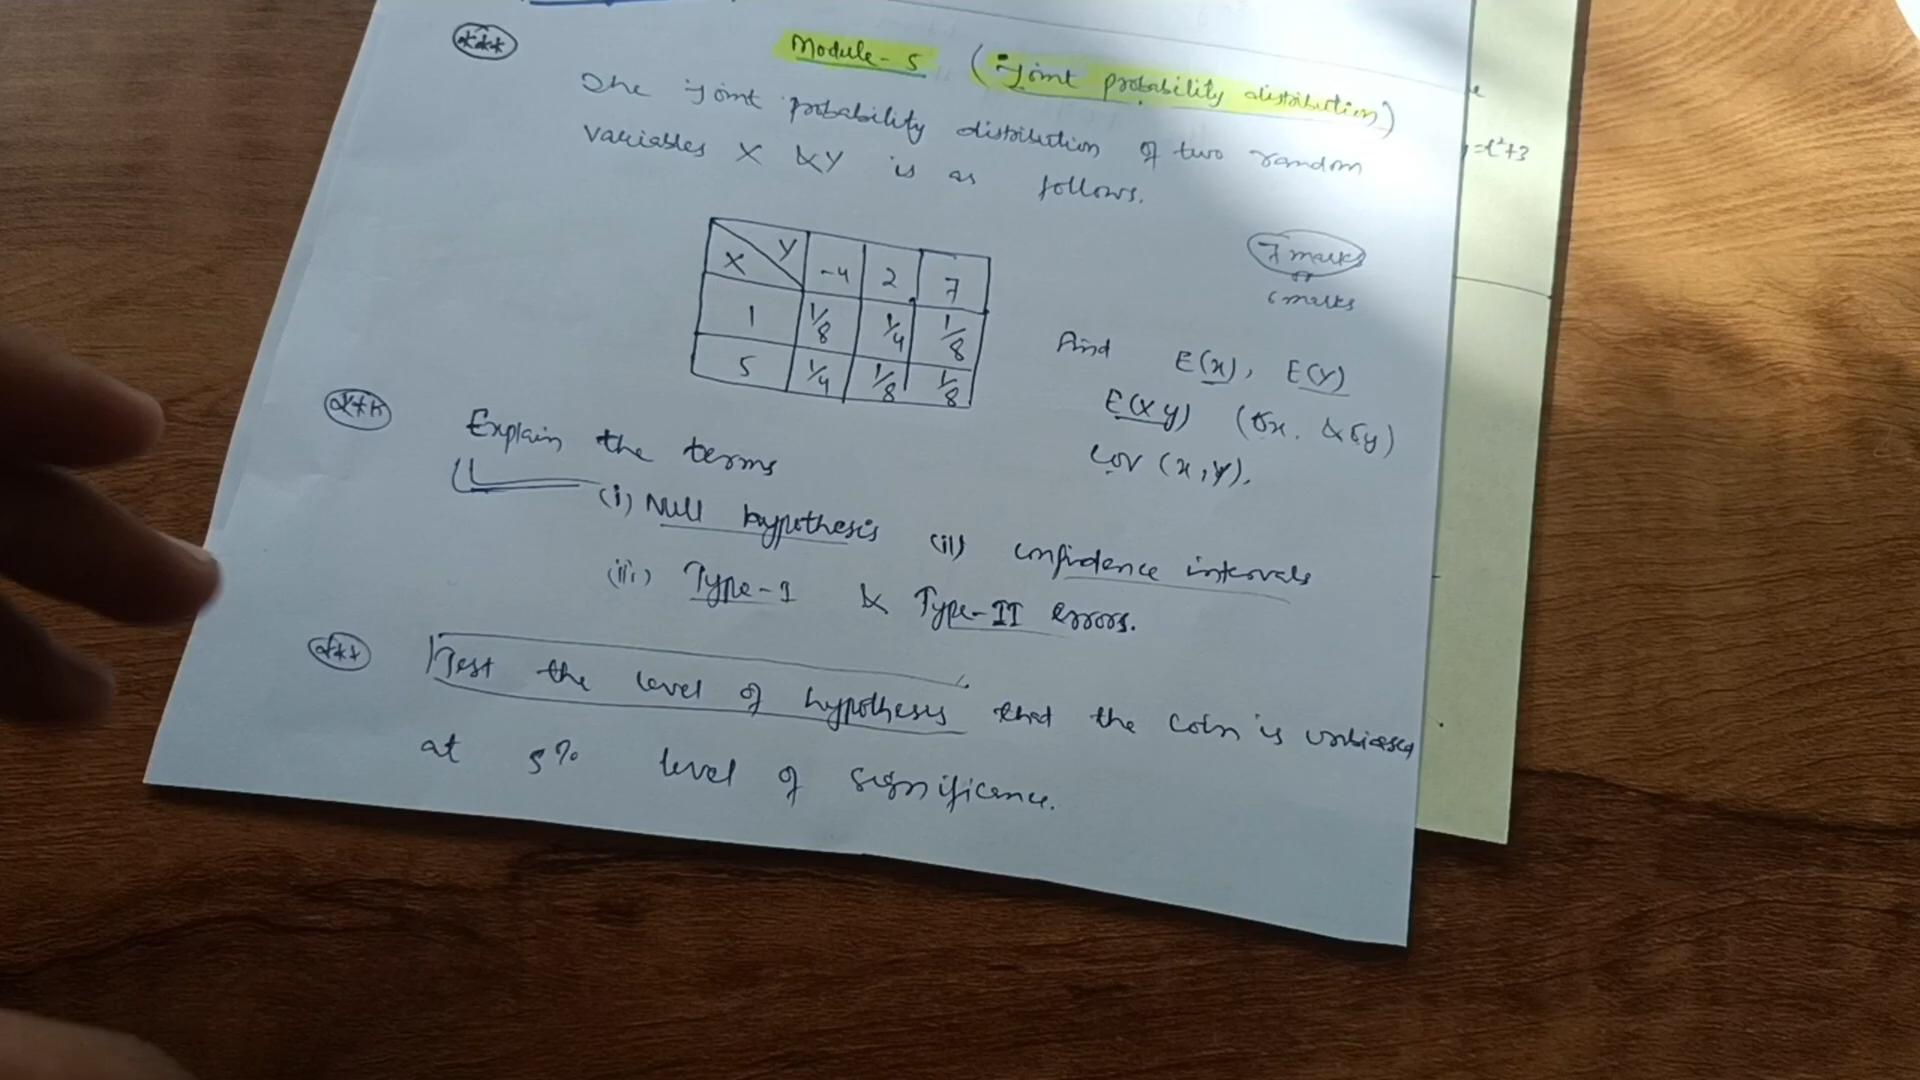 ***
Module-5 (Joint probability distribution)
The joint probability distribution of two random
variables X & Y is as follows.
X Y -4 2 7
1 1/8 1/4 1/8
5 1/4 1/8 1/8
7 marks
or
6 marks
Find E(x), E(Y)
E(XY) (σx. & σy)
cov (x,y).
***
Explain the terms
(i) Null hypothesis (ii) confidence intervals
(iii) Type-I & Type-II errors.
***
Test the level of hypothesis that the coin is unbiased
at 5% level of significance.
=t²+3